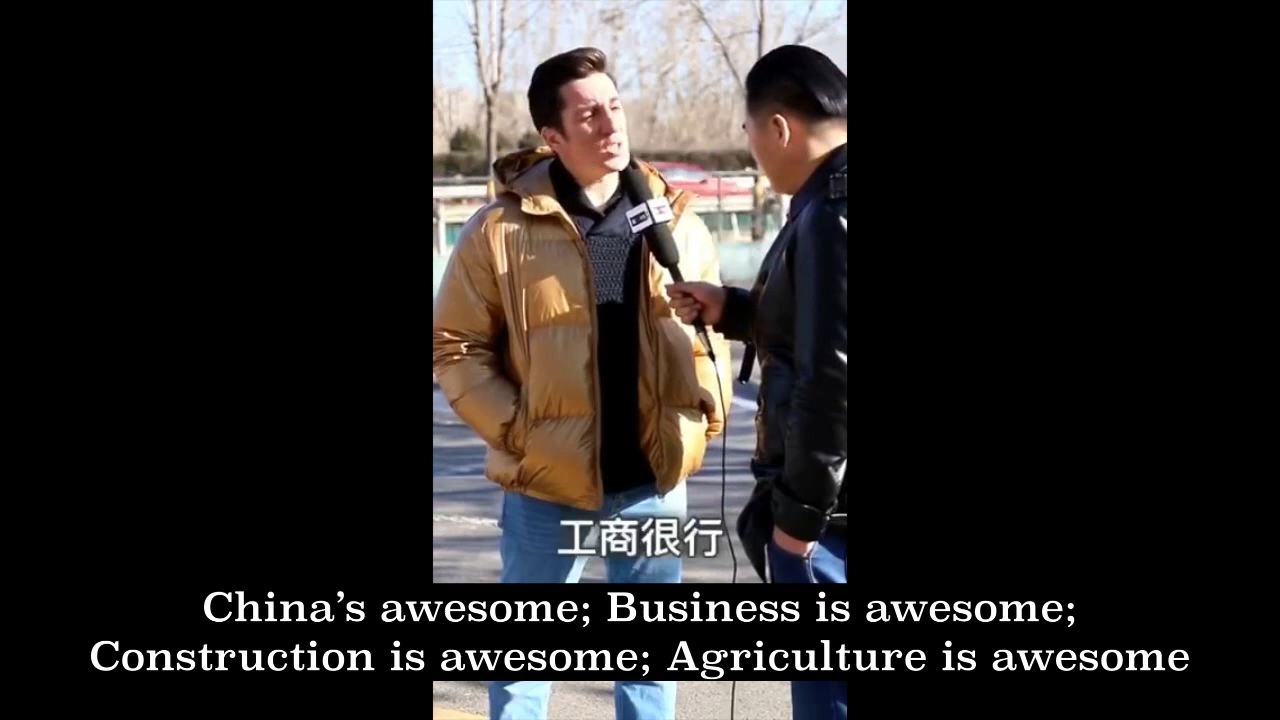 工商很行
China's awesome; Business is awesome;
Construction is awesome; Agriculture is awesome